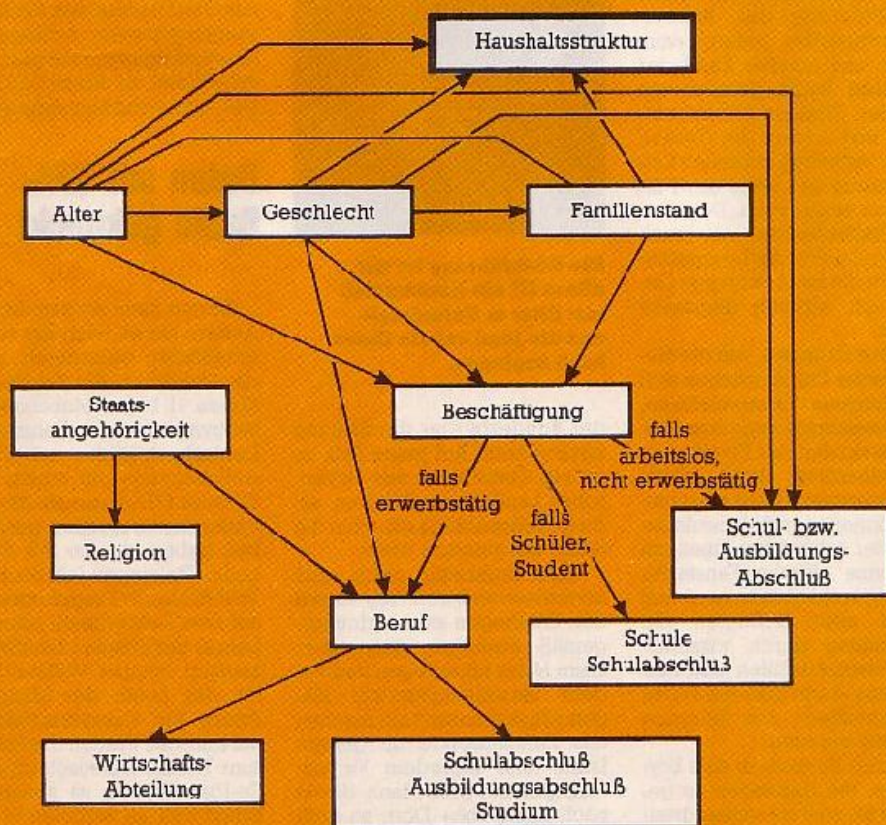 Haushaltsstruktur
Alter
Geschlecht
Familienstand
Staats-
angehörigkeit
Beschäftigung
falls
arbeitslos,
nicht erwerbstätig
falls
erwerbstätig
falls
Schüler,
Student
Religion
Schul- bzw.
Ausbildungs-
Abschluß
Beruf
Schule
Schulabschluß
Wirtschafts-
Abteilung
Schulabschluß
Ausbildungsabschluß
Studium